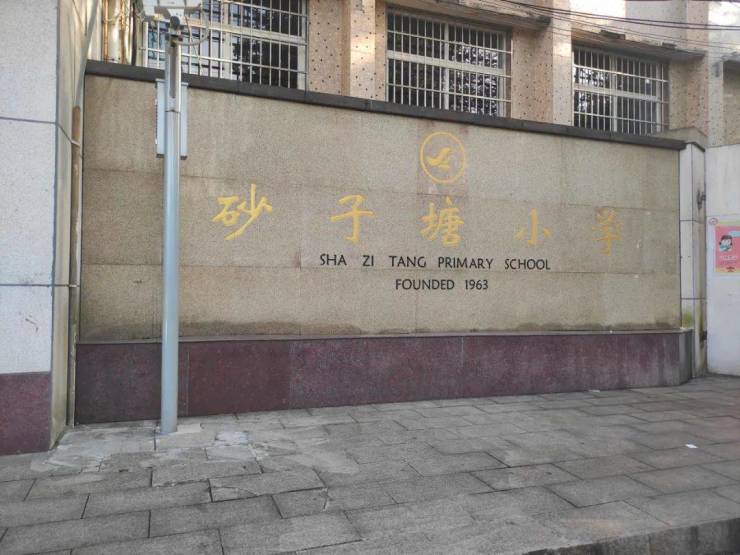 砂子塘小学
SHA ZI TANG PRIMARY SCHOOL
FOUNDED 1963